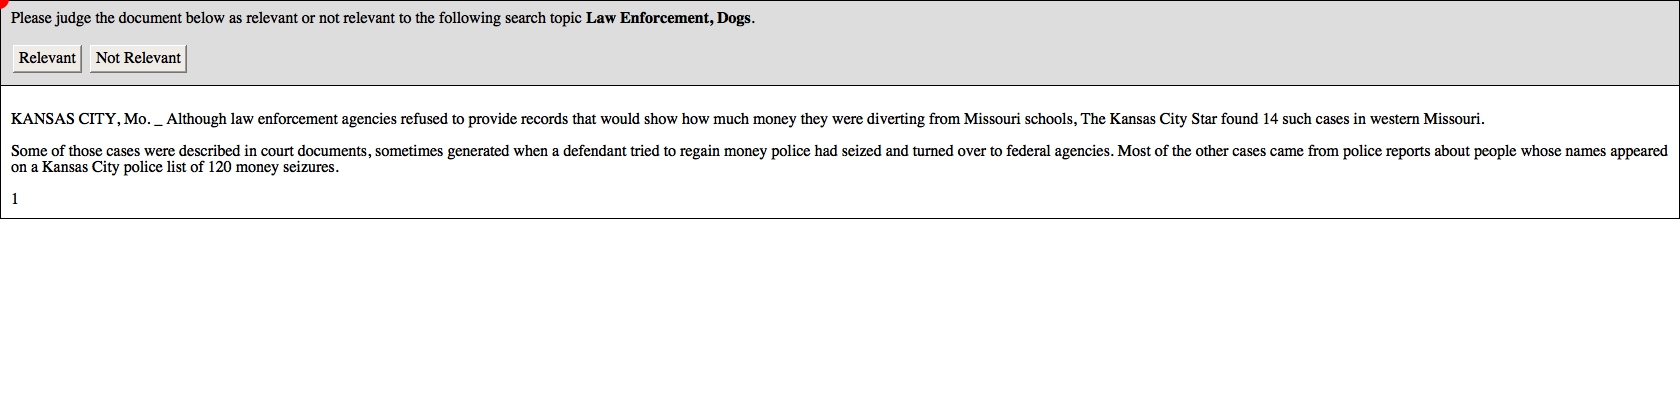 Please judge the document below as relevant or not relevant to the following search topic Law Enforcement, Dogs.
Relevant Not Relevant
KANSAS CITY, Mo. _ Although law enforcement agencies refused to provide records that would show how much money they were diverting from Missouri schools, The Kansas City Star found 14 such cases in western Missouri.
Some of those cases were described in court documents, sometimes generated when a defendant tried to regain money police had seized and turned over to federal agencies. Most of the other cases came from police reports about people whose names appeared
on a Kansas City police list of 120 money seizures.
1